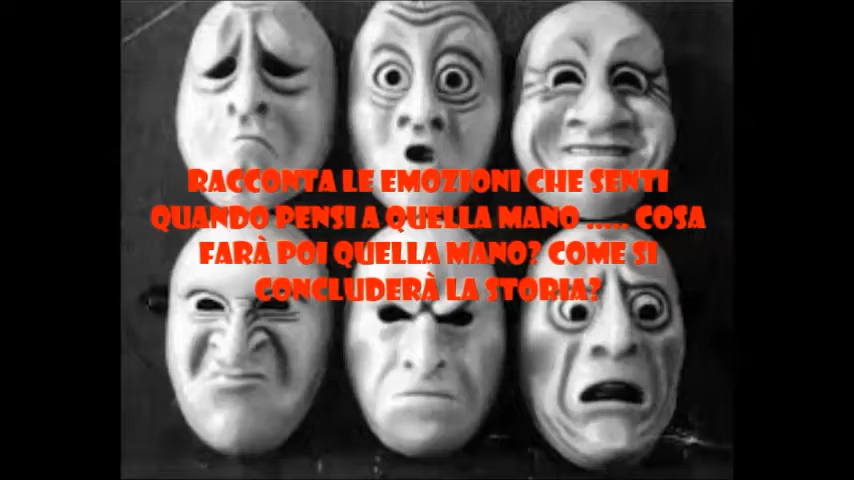 RACCONTA LE EMOZIONI CHE SENTI
QUANDO PENSI A QUELLA MANO ..... COSA
FARÀ POI QUELLA MANO? COME SI
CONCLUDERÀ LA STORIA?